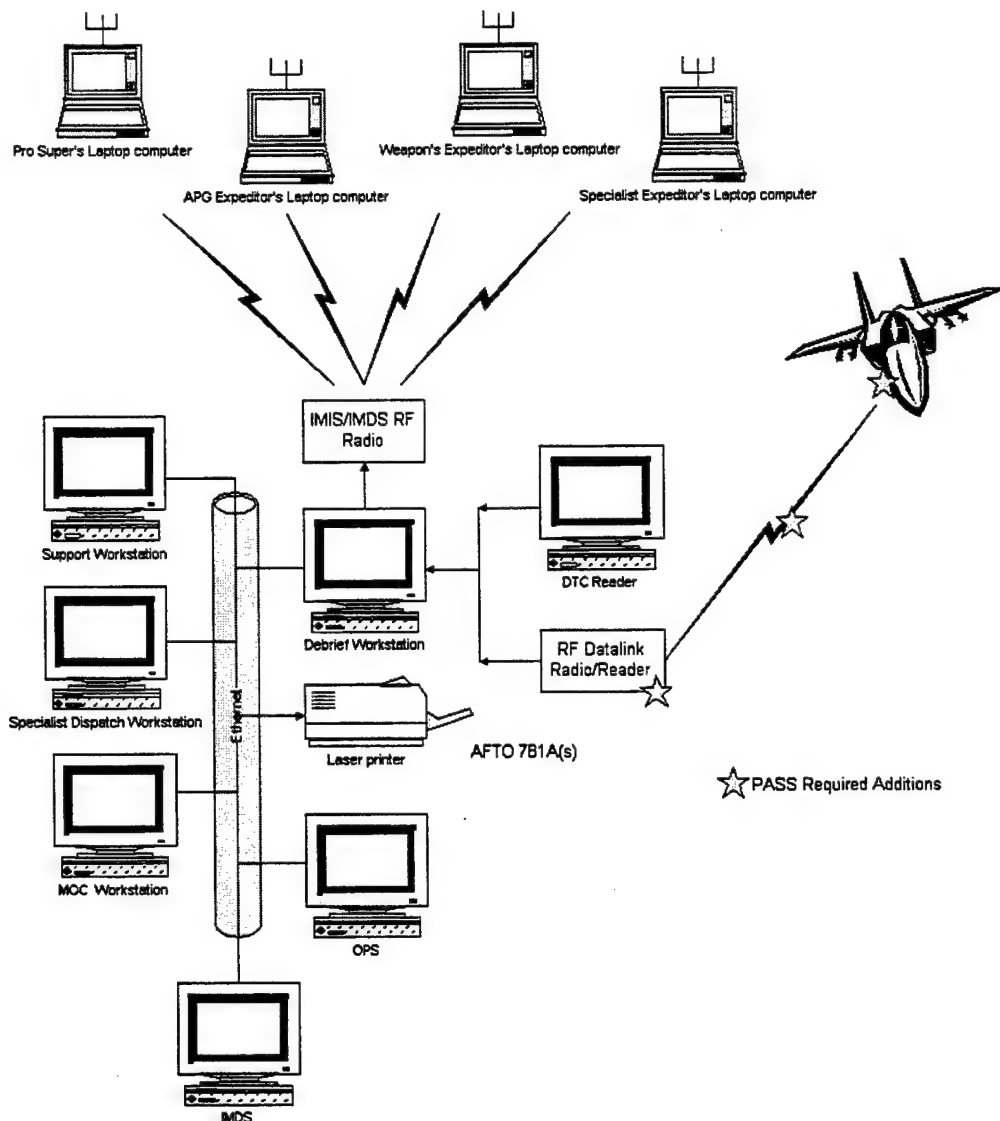 Pro Super's Laptop computer
APG Expeditor's Laptop computer
Weapon's Expeditor's Laptop computer
Specialist Expeditor's Laptop computer
IMIS/IMDS RF
Radio
Support Workstation
Debrief Workstation
DTC Reader
RF Datalink
Radio/Reader
Specialist Dispatch Workstation
Ethernet
Laser printer
AFTO 781A(s)
PASS Required Additions
MOC Workstation
OPS
IMDS